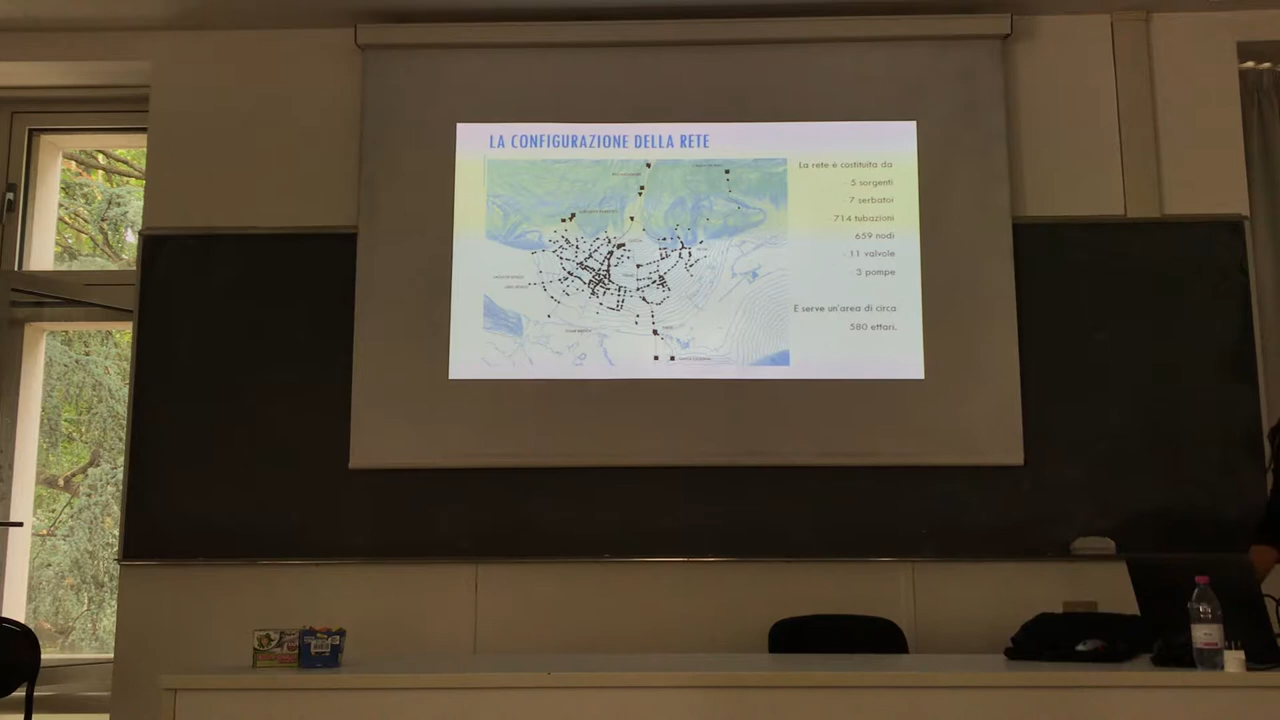 LA CONFIGURAZIONE DELLA RETE
La rete è costituita da
- 5 sorgenti
- 7 serbatoi
- 714 tubazioni
659 nodi
- 11 valvole
3 pompe
E serve un'area di circa
580 ettari.